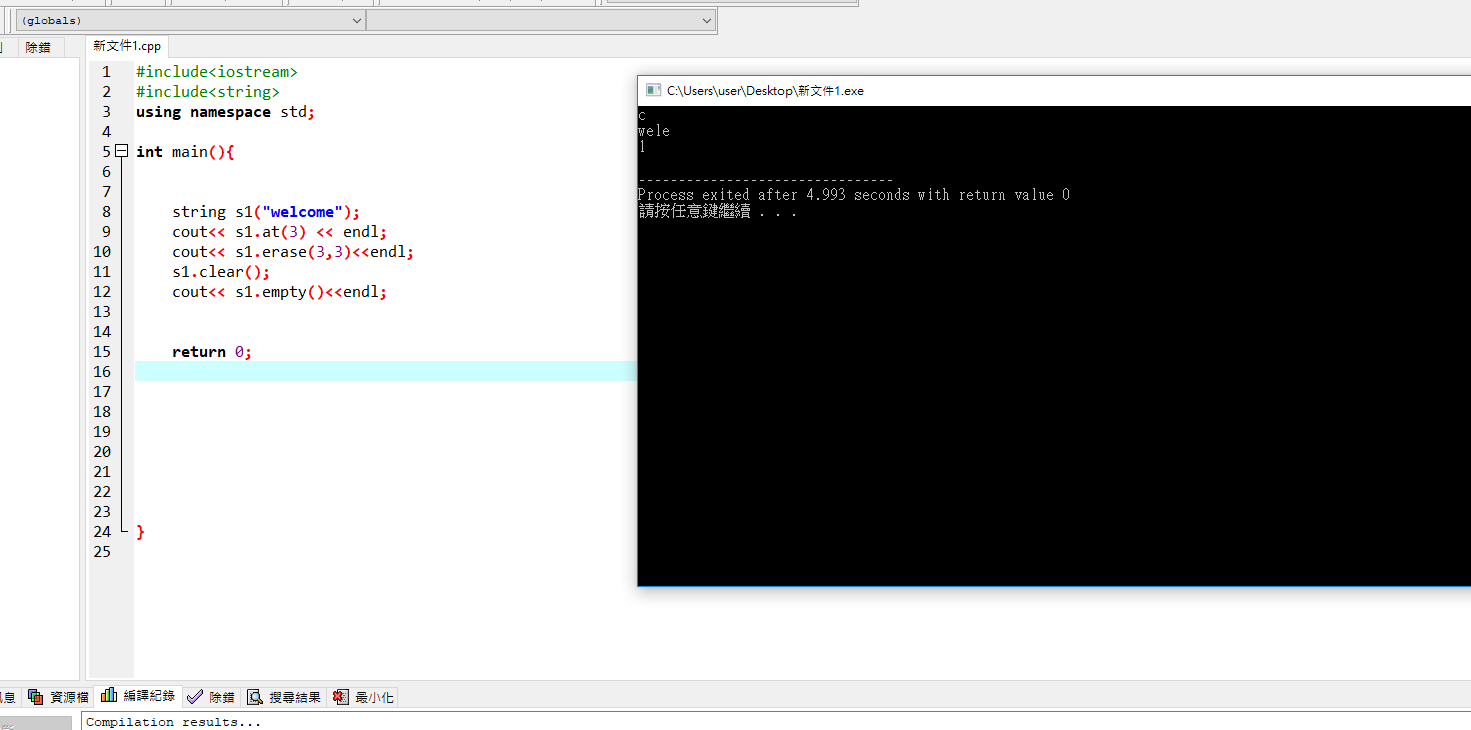 (globals)
除錯
新文件1.cpp
1 #include<iostream>
2 #include<string>
3 using namespace std;
4
5 int main(){
6
7
8 string s1("welcome");
9 cout<< s1.at(3) << endl;
10 cout<< s1.erase(3,3)<<endl;
11 s1.clear();
12 cout<< s1.empty()<<endl;
13
14
15 return 0;
16
17
18
19
20
21
22
23
24 }
25
C:\Users\user\Desktop\新文件1.exe
c
wele
1
--------------------------------
Process exited after 4.993 seconds with return value 0
請按任意鍵繼續 . . .
息 資源檔 編譯紀錄 除錯 搜尋結果 最小化
Compilation results...